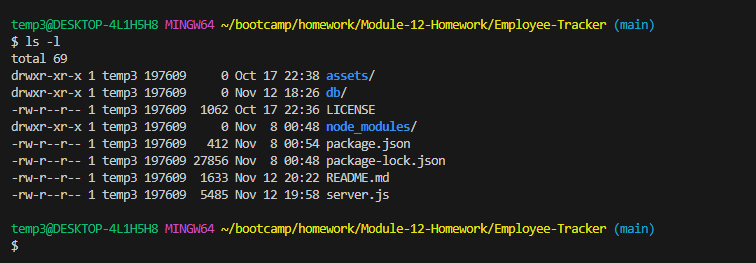 temp3@DESKTOP-4L1H5H8 MINGW64 ~/bootcamp/homework/Module-12-Homework/Employee-Tracker (main)
$ ls -l
total 69
drwxr-xr-x 1 temp3 197609     0 Oct 17 22:38 assets/
drwxr-xr-x 1 temp3 197609     0 Nov 12 18:26 db/
-rw-r--r-- 1 temp3 197609  1062 Oct 17 22:36 LICENSE
drwxr-xr-x 1 temp3 197609     0 Nov  8 00:48 node_modules/
-rw-r--r-- 1 temp3 197609   412 Nov  8 00:54 package.json
-rw-r--r-- 1 temp3 197609 27856 Nov  8 00:48 package-lock.json
-rw-r--r-- 1 temp3 197609  1633 Nov 12 20:22 README.md
-rw-r--r-- 1 temp3 197609  5485 Nov 12 19:58 server.js
temp3@DESKTOP-4L1H5H8 MINGW64 ~/bootcamp/homework/Module-12-Homework/Employee-Tracker (main)
$